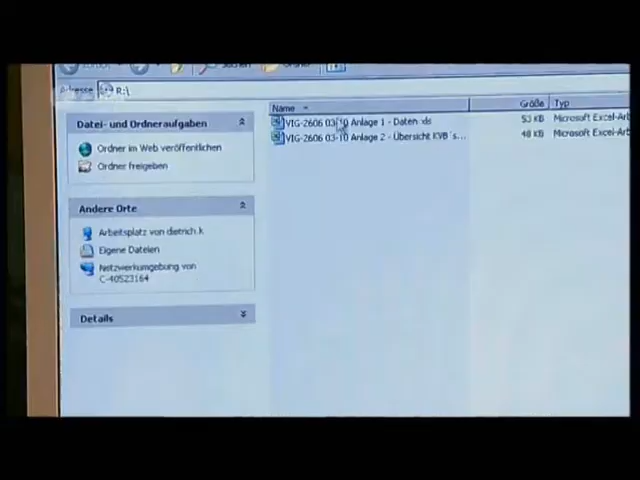 Adresse R:\
Name Größe Typ
VIG-2606 03-10 Anlage 1 - Daten.xls 53 KB Microsoft Excel-Arb
VIG-2606 03-10 Anlage 2 - Übersicht KVB´s... 48 KB Microsoft Excel-Arb
Datei- und Ordneraufgaben
Ordner im Web veröffentlichen
Ordner freigeben
Andere Orte
Arbeitsplatz von dietrich.k
Eigene Dateien
Netzwerkumgebung von
C-40523164
Details